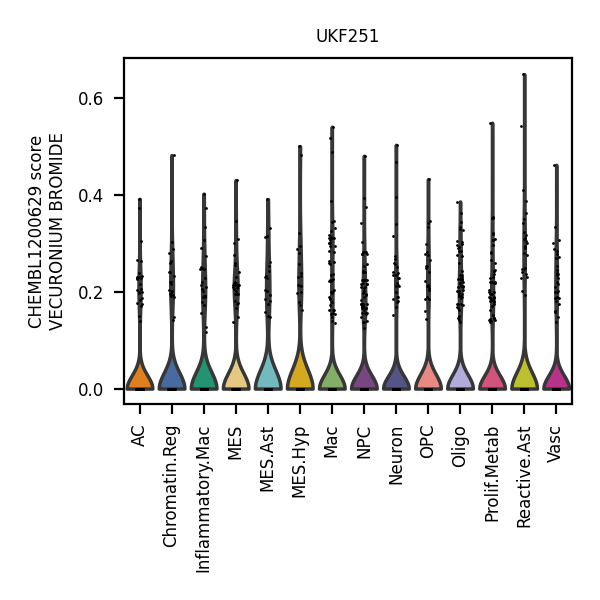 UKF251
CHEMBL1200629 score
VECURONIUM BROMIDE
0.6
0.4
0.2
0.0
AC
Chromatin.Reg
Inflammatory.Mac
MES
MES.Ast
MES.Hyp
Mac
NPC
Neuron
OPC
Oligo
Prolif.Metab
Reactive.Ast
Vasc